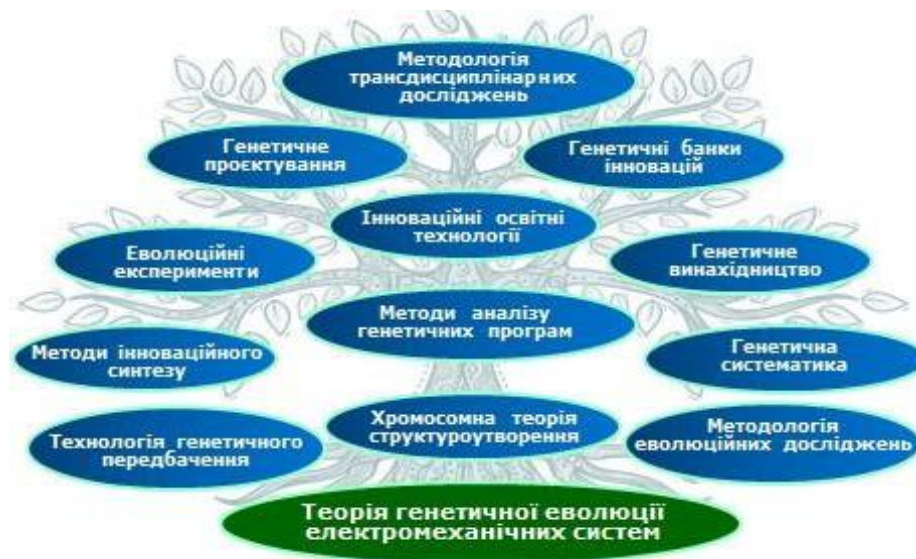 Методологія
трансдисциплінарних
досліджень
Генетичне
проєктування
Генетичні банки
інновацій
Інноваційні освітні
технології
Еволюційні
експерименти
Генетичне
винахідництво
Методи аналізу
генетичних програм
Методи інноваційного
синтезу
Генетична
систематика
Хромосомна теорія
структуроутворення
Технологія генетичного
передбачення
Методологія
еволюційних досліджень
Теорія генетичної еволюції
електромеханічних систем